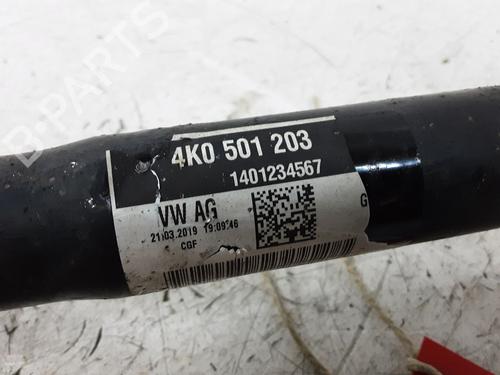 4K0 501 203
1401234567
VW AG
21.03.2019 19:09:46
CGF
G
B-PARTS